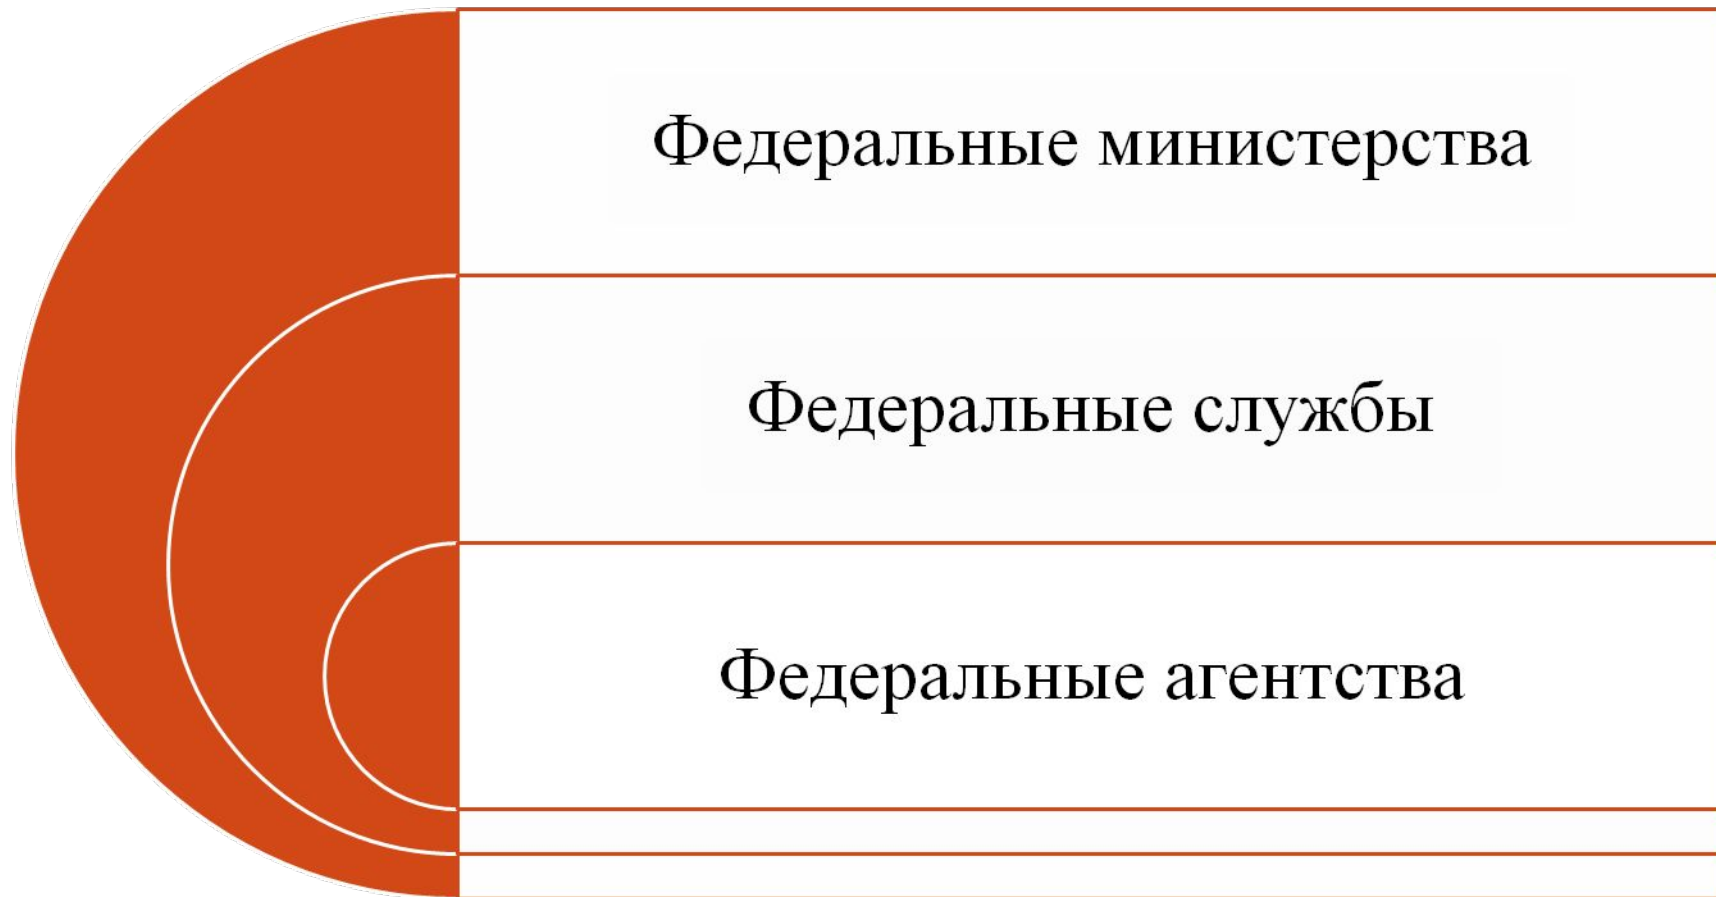 Федеральные министерства
Федеральные службы
Федеральные агентства